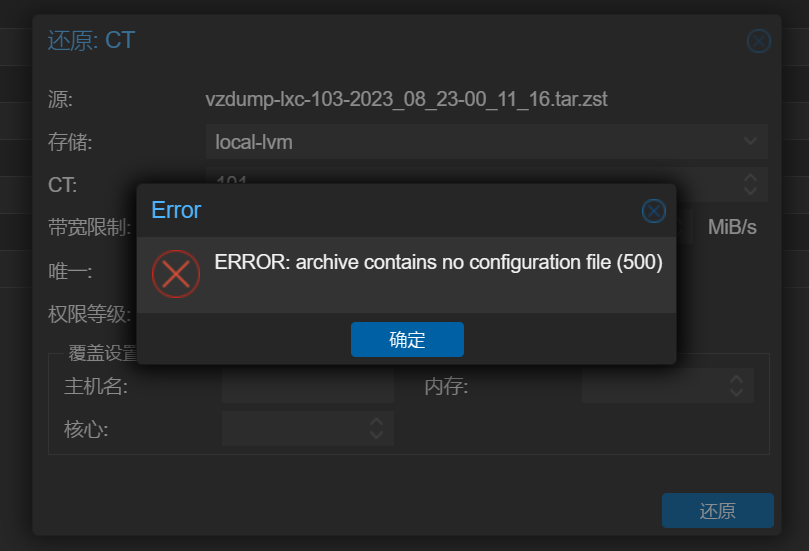 还原: CT
源: vzdump-lxc-103-2023_08_23-00_11_16.tar.zst
存储: local-lvm
CT:
带宽限制: MiB/s
唯一:
权限等级:
Error
ERROR: archive contains no configuration file (500)
确定
覆盖设置
主机名: 内存:
核心:
还原